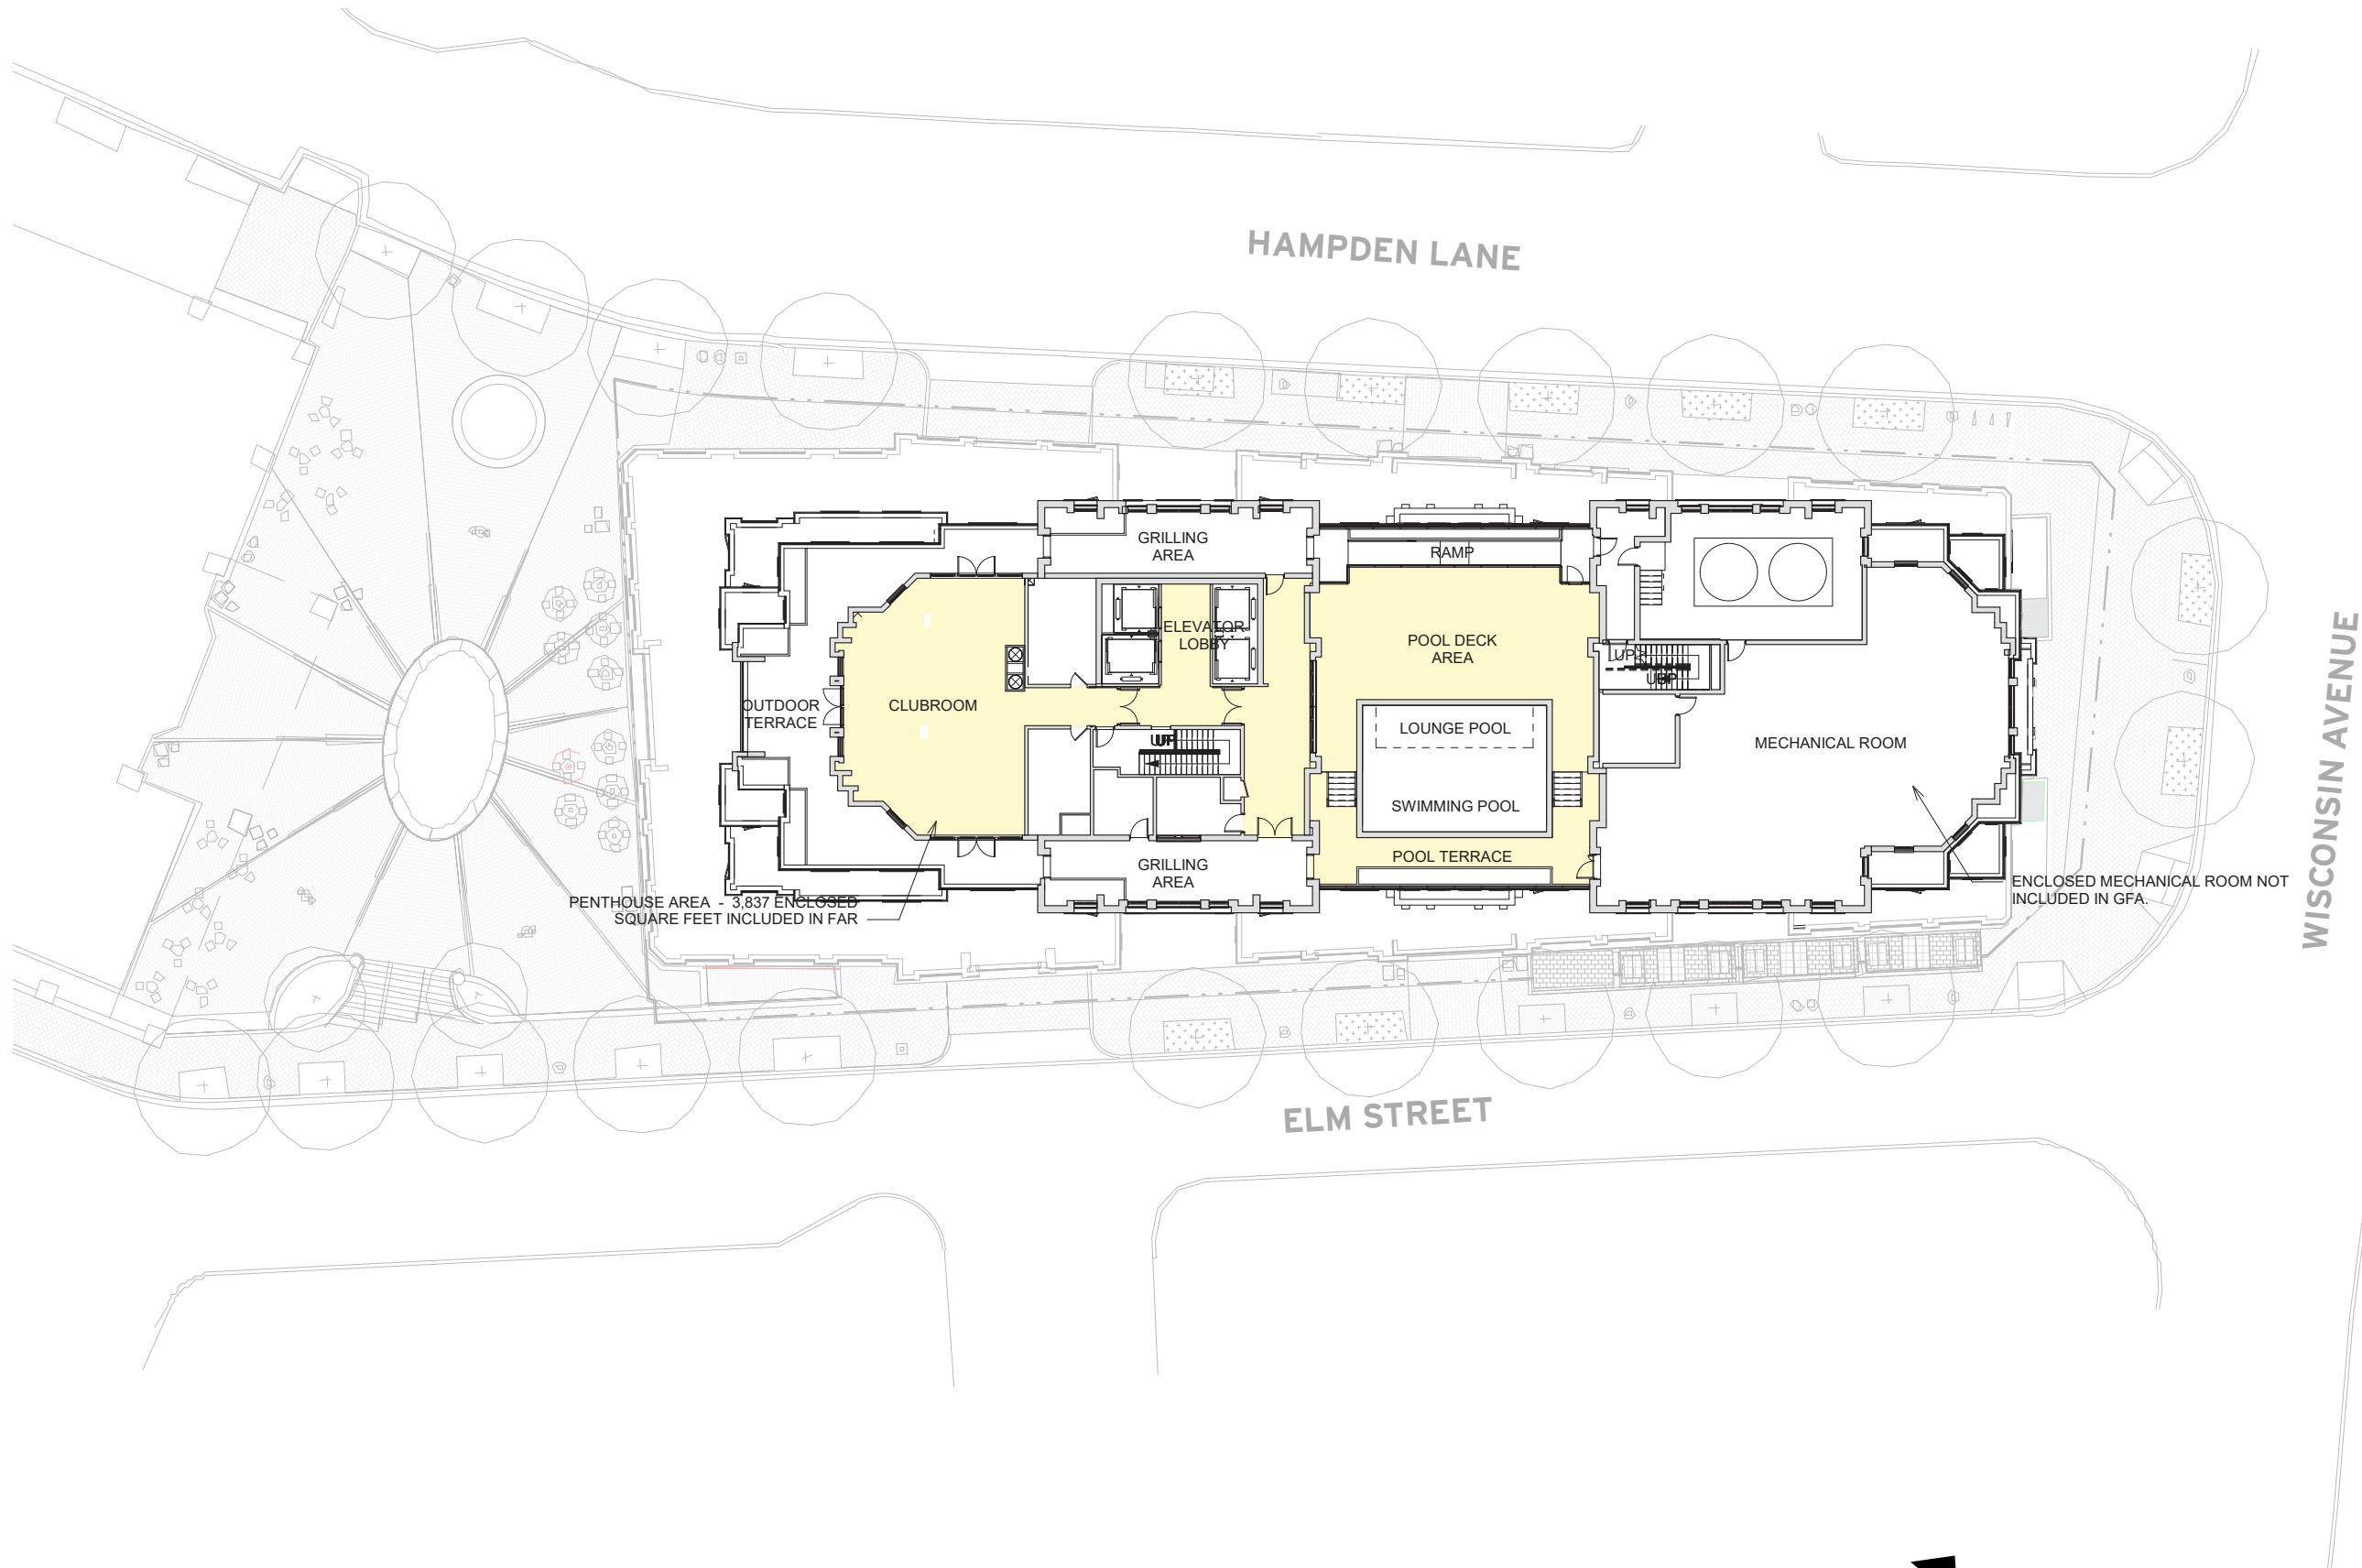 HAMPDEN LANE
GRILLING
AREA
RAMP
ELEVATOR
LOBBY
POOL DECK
AREA
UP
UP
OUTDOOR
TERRACE
CLUBROOM
LOUNGE POOL
UP
MECHANICAL ROOM
SWIMMING POOL
WISCONSIN AVENUE
GRILLING
AREA
POOL TERRACE
PENTHOUSE AREA - 3,837 ENCLOSED
SQUARE FEET INCLUDED IN FAR
ENCLOSED MECHANICAL ROOM NOT
INCLUDED IN GFA.
ELM STREET